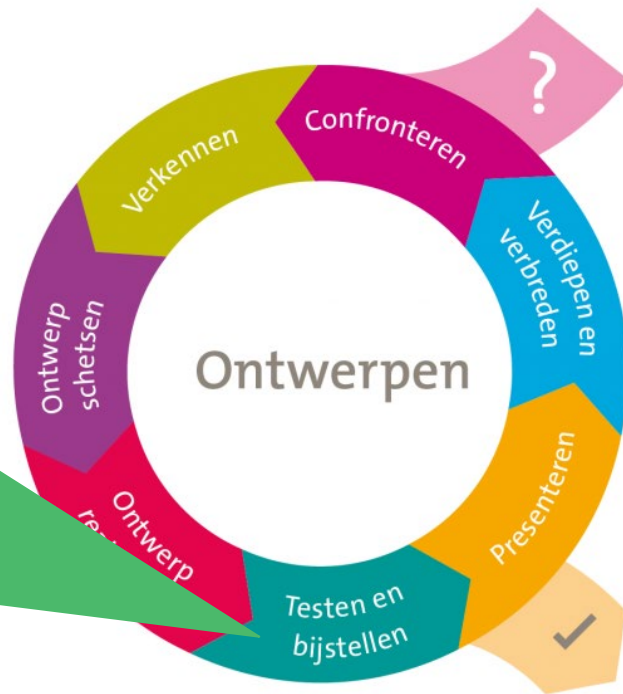 ?
Confronteren
Verkennen
Verdiepen en
verbreden
Ontwerp
schetsen
Ontwerpen
Ontwerp
Presenteren
Testen en
bijstellen